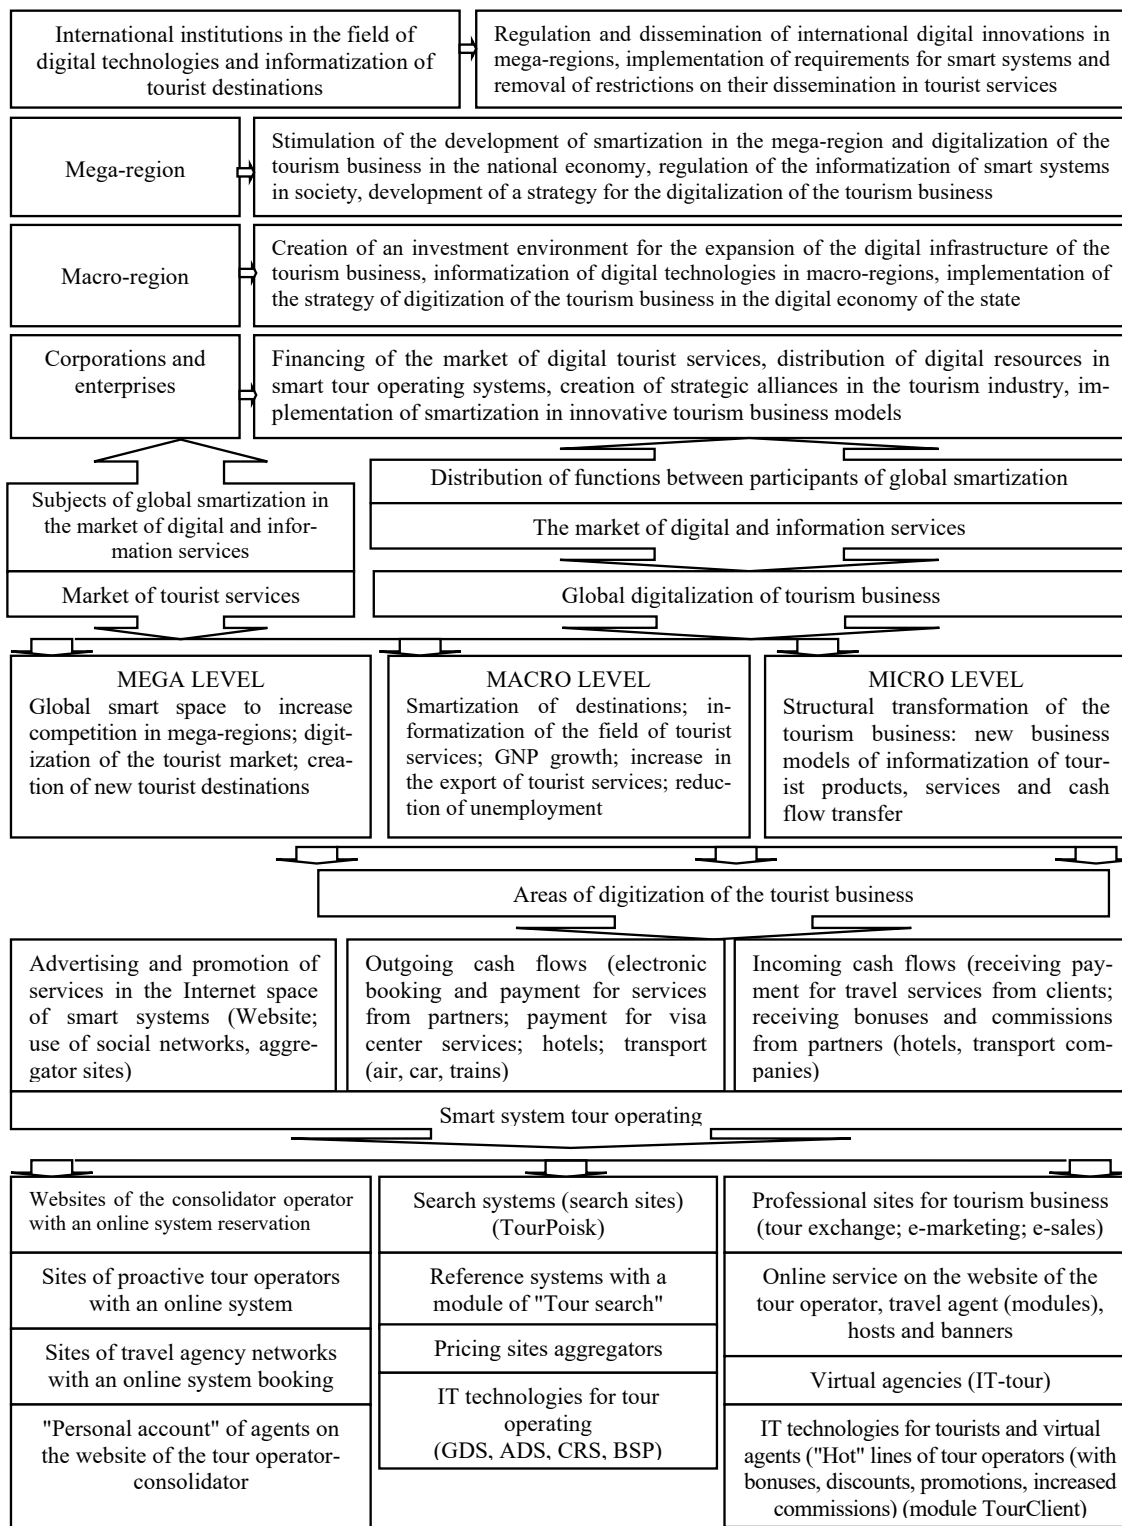 International institutions in the field of
digital technologies and informatization of
tourist destinations
Regulation and dissemination of international digital innovations in
mega-regions, implementation of requirements for smart systems and
removal of restrictions on their dissemination in tourist services
Mega-region
Stimulation of the development of smartization in the mega-region and digitalization of the
tourism business in the national economy, regulation of the informatization of smart systems
in society, development of a strategy for the digitalization of the tourism business
Macro-region
Creation of an investment environment for the expansion of the digital infrastructure of the
tourism business, informatization of digital technologies in macro-regions, implementation of
the strategy of digitization of the tourism business in the digital economy of the state
Corporations and
enterprises
Financing of the market of digital tourist services, distribution of digital resources in
smart tour operating systems, creation of strategic alliances in the tourism industry, im-
plementation of smartization in innovative tourism business models
Subjects of global smartization in
the market of digital and infor-
mation services
Market of tourist services
Distribution of functions between participants of global smartization
The market of digital and information services
Global digitalization of tourism business
MEGA LEVEL
Global smart space to increase
competition in mega-regions; digit-
ization of the tourist market; crea-
tion of new tourist destinations
MACRO LEVEL
Smartization of destinations; in-
formatization of the field of tourist
services; GNP growth; increase in
the export of tourist services; reduc-
tion of unemployment
MICRO LEVEL
Structural transformation of the
tourism business: new business
models of informatization of tour-
ist products, services and cash
flow transfer
Areas of digitization of the tourist business
Advertising and promotion of
services in the Internet space
of smart systems (Website;
use of social networks, aggre-
gator sites)
Outgoing cash flows (electronic
booking and payment for services
from partners; payment for visa
center services; hotels; transport
(air, car, trains)
Incoming cash flows (receiving pay-
ment for travel services from clients;
receiving bonuses and commissions
from partners (hotels, transport com-
panies)
Smart system tour operating
Websites of the consolidator operator
with an online system reservation
Sites of proactive tour operators
with an online system
Sites of travel agency networks
with an online system booking
"Personal account" of agents on
the website of the tour operator-
consolidator
Search systems (search sites)
(TourPoisk)
Reference systems with a
module of "Tour search"
Pricing sites aggregators
IT technologies for tour
operating
(GDS, ADS, CRS, BSP)
Professional sites for tourism business
(tour exchange; e-marketing; e-sales)
Online service on the website of the
tour operator, travel agent (modules),
hosts and banners
Virtual agencies (IT-tour)
IT technologies for tourists and virtual
agents ("Hot" lines of tour operators (with
bonuses, discounts, promotions, increased
commissions) (module TourClient)